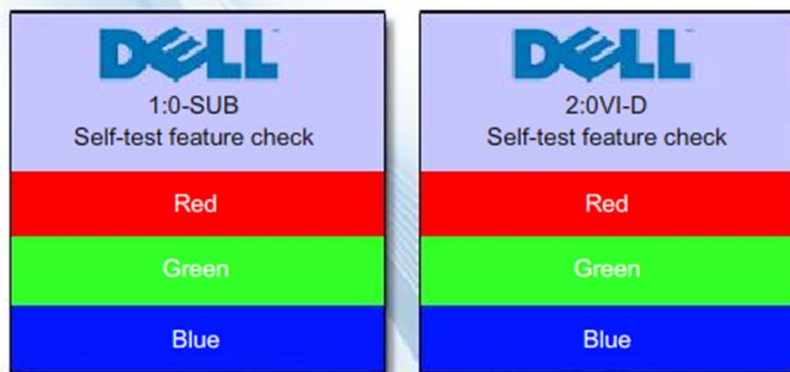 DELL
1:0-SUB
Self-test feature check
Red
Green
Blue
DELL
2:0VI-D
Self-test feature check
Red
Green
Blue